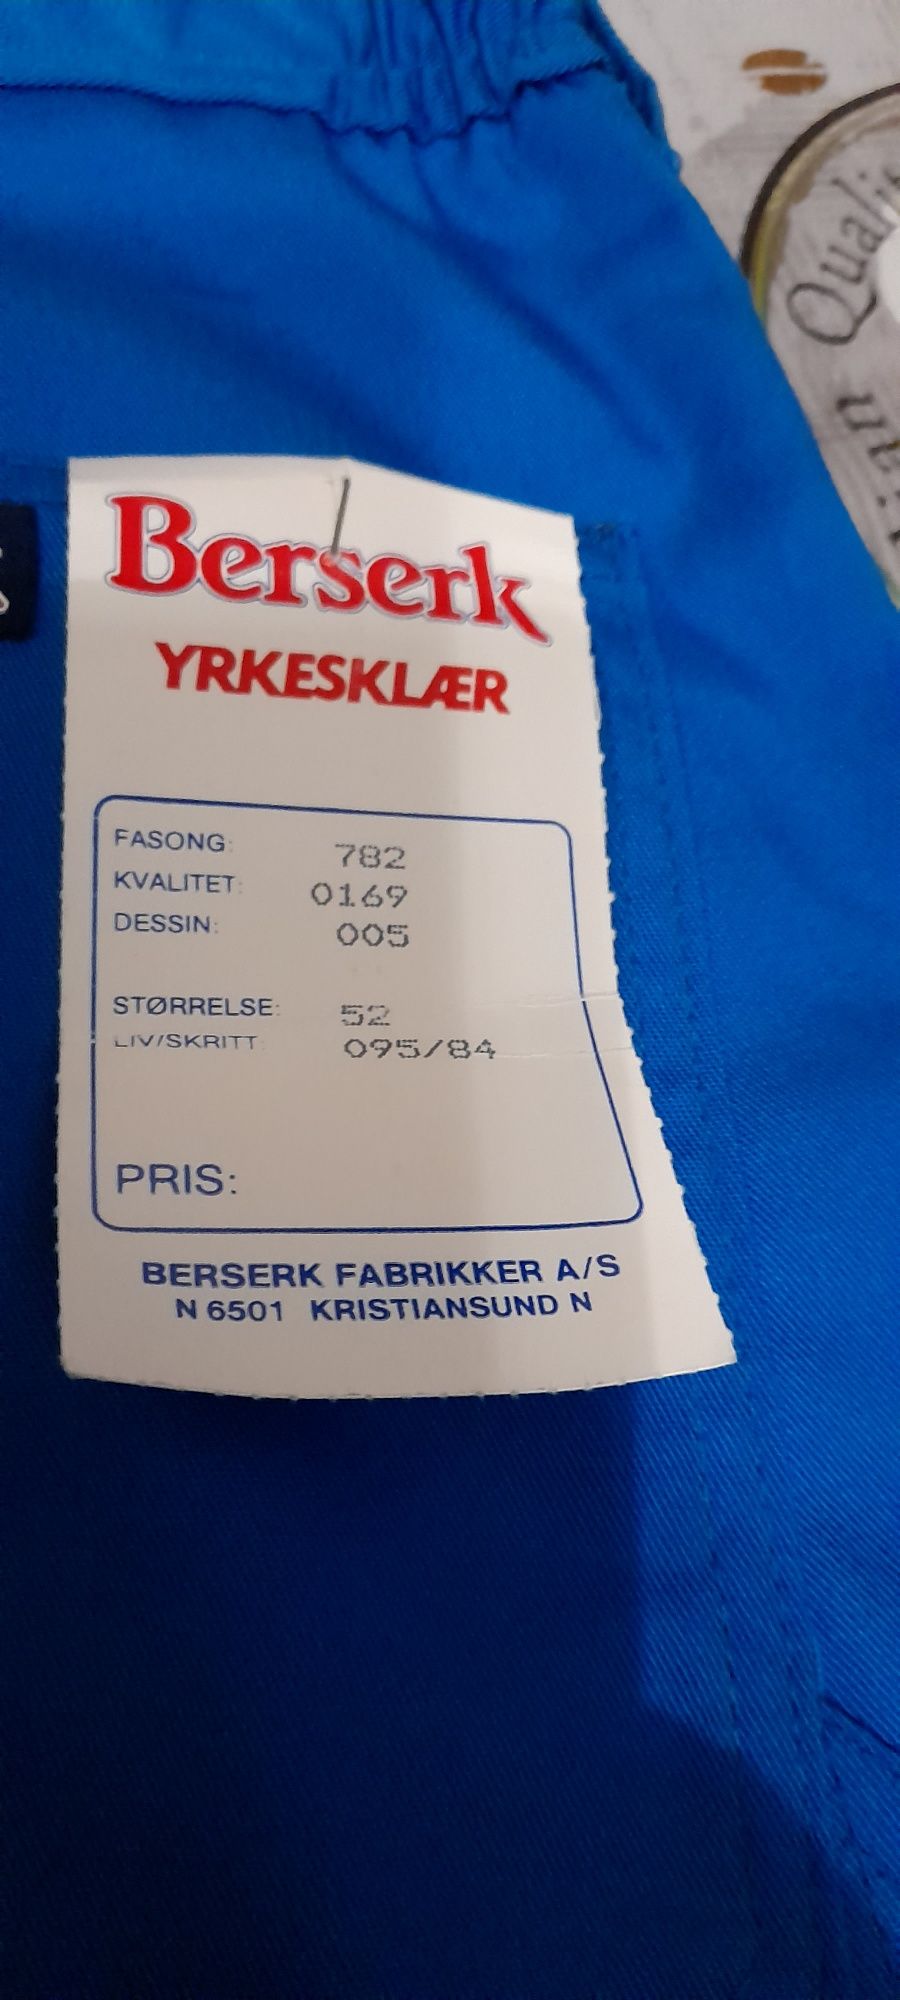 Berserk
YRKESKLÆR
FASONG: 782
KVALITET: 0169
DESSIN: 005
STØRRELSE: 52
LIV/SKRITT: 095/84
PRIS:
BERSERK FABRIKKER A/S
N 6501 KRISTIANSUND N